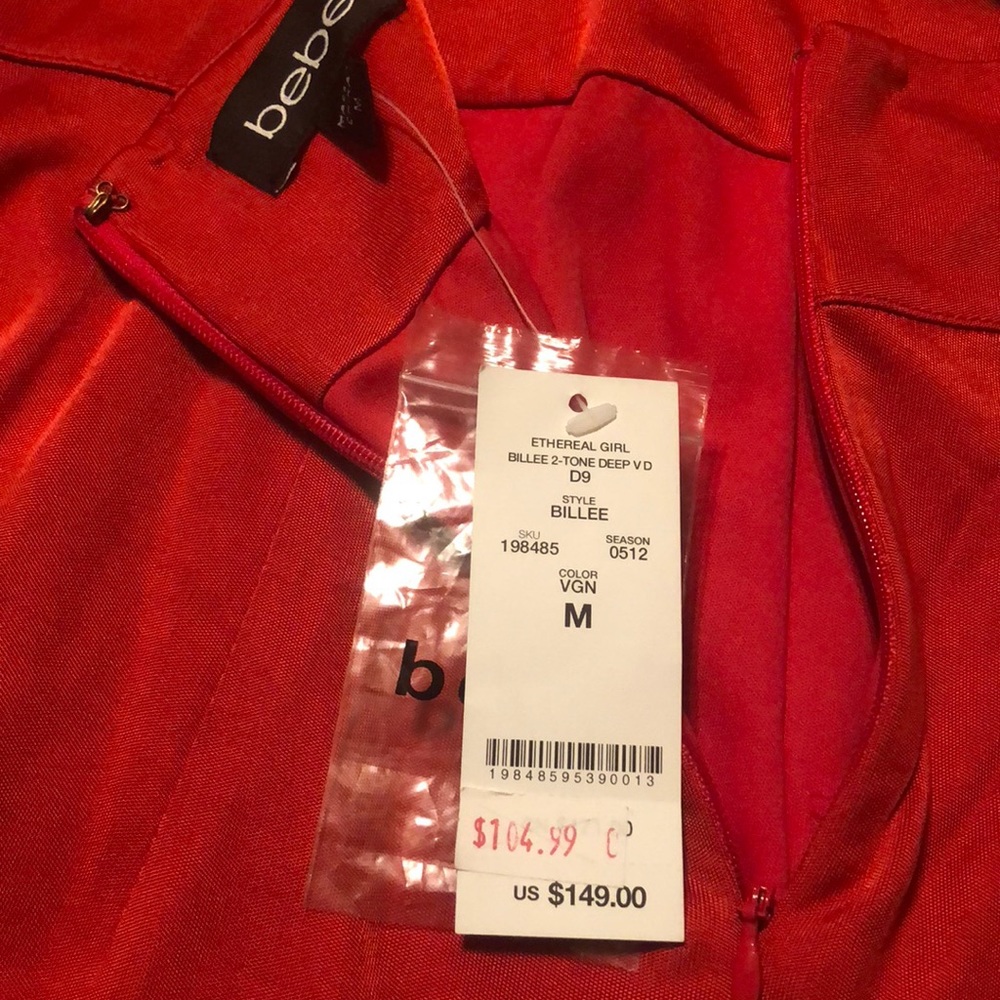 bebe
M
ETHEREAL GIRL
BILLEE 2-TONE DEEP V D
D9
STYLE
BILLEE
SKU
198485
SEASON
0512
COLOR
VGN
M
b
19848595390013
$104.99 C
US $149.00